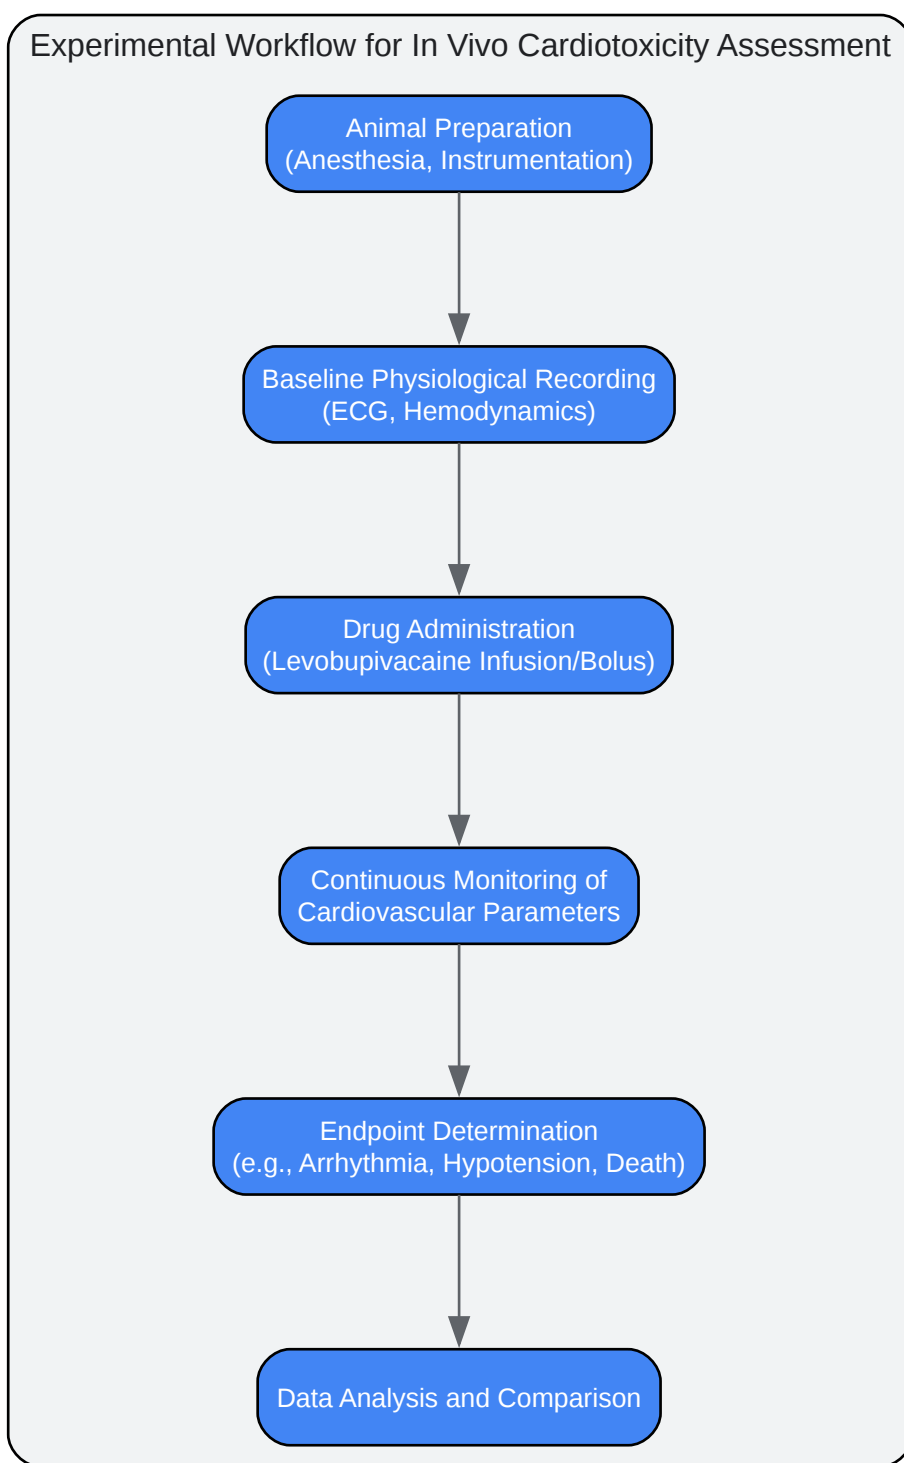 Experimental Workflow for In Vivo Cardiotoxicity Assessment
Animal Preparation
(Anesthesia, Instrumentation)
Baseline Physiological Recording
(ECG, Hemodynamics)
Drug Administration
(Levobupivacaine Infusion/Bolus)
Continuous Monitoring of
Cardiovascular Parameters
Endpoint Determination
(e.g., Arrhythmia, Hypotension, Death)
Data Analysis and Comparison